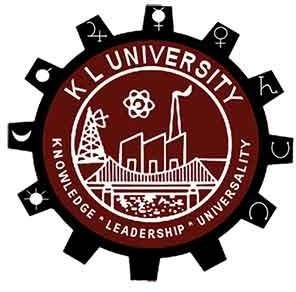 K L UNIVERSITY
KNOWLEDGE * LEADERSHIP * UNIVERSALITY